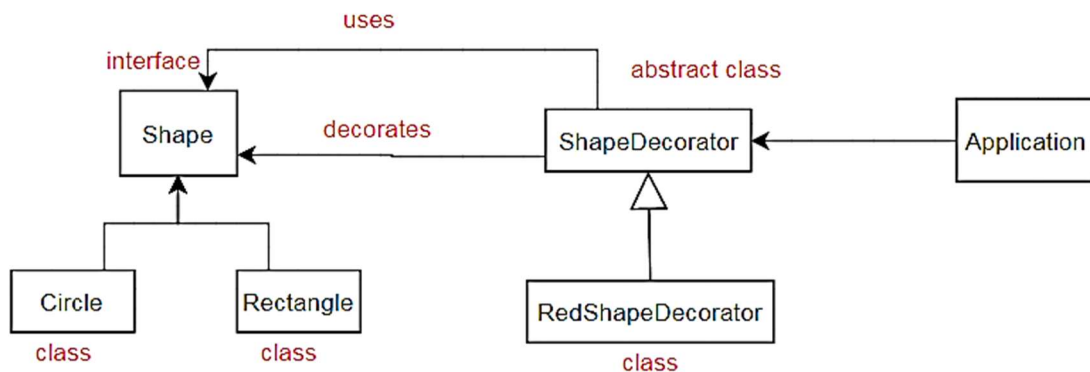 uses
interface
abstract class
Shape
decorates
ShapeDecorator
Application
Circle
Rectangle
RedShapeDecorator
class
class
class